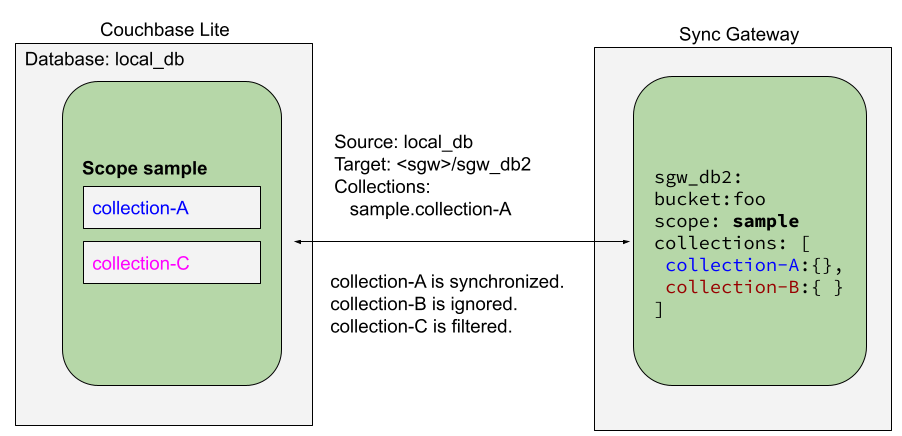 Couchbase Lite
Database: local_db
Scope sample
collection-A
collection-C
Source: local_db
Target: <sgw>/sgw_db2
Collections:
sample.collection-A
collection-A is synchronized.
collection-B is ignored.
collection-C is filtered.
Sync Gateway
sgw_db2:
bucket:foo
scope: sample
collections: [
collection-A:{},
collection-B:{ }
]